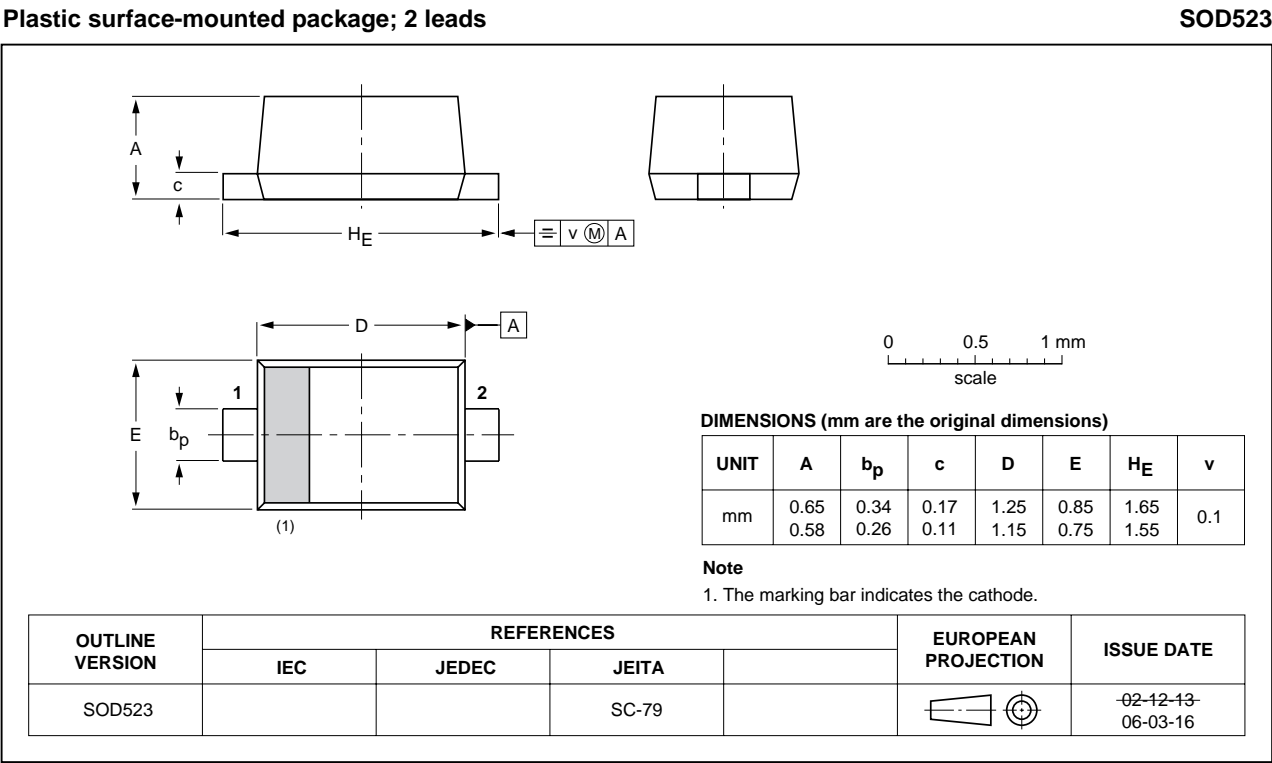 Plastic surface-mounted package; 2 leads SOD523
A
c
HE
v Ⓜ A
D
A
1
2
E
bp
(1)
0 0.5 1 mm
scale
DIMENSIONS (mm are the original dimensions)
UNIT A bp c D E HE v
mm 0.65 0.58 0.34 0.26 0.17 0.11 1.25 1.15 0.85 0.75 1.65 1.55 0.1
Note
1. The marking bar indicates the cathode.
OUTLINE VERSION REFERENCES EUROPEAN PROJECTION ISSUE DATE
IEC JEDEC JEITA
SOD523 SC-79 02-12-13
06-03-16